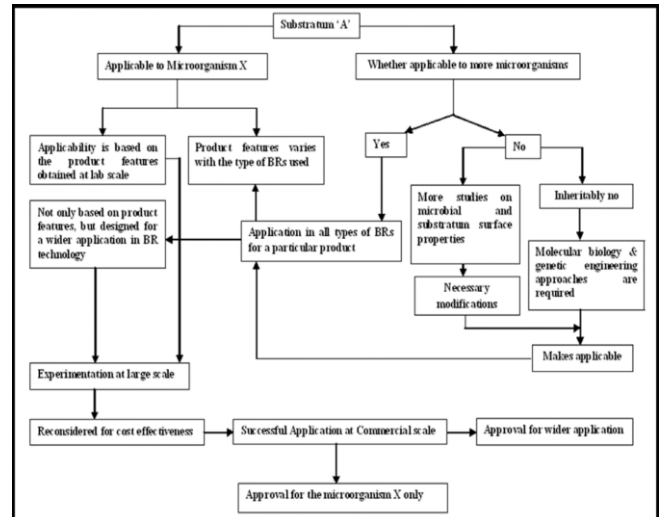 Substratum ‘A’
Applicable to Microorganism X
Whether applicable to more microorganisms
Applicability is based on
the product features
obtained at lab scale
Product features varies
with the type of BRs used
Yes
No
Not only based on product
features, but designed for
a wider application in BR
technology
Application in all types of BRs
for a particular product
More studies on
microbial and
substratum surface
properties
Inheritably no
Necessary
modifications
Molecular biology &
genetic engineering
approaches are
required
Makes applicable
Experimentation at large scale
Reconsidered for cost effectiveness
Successful Application at Commercial scale
Approval for wider application
Approval for the microorganism X only